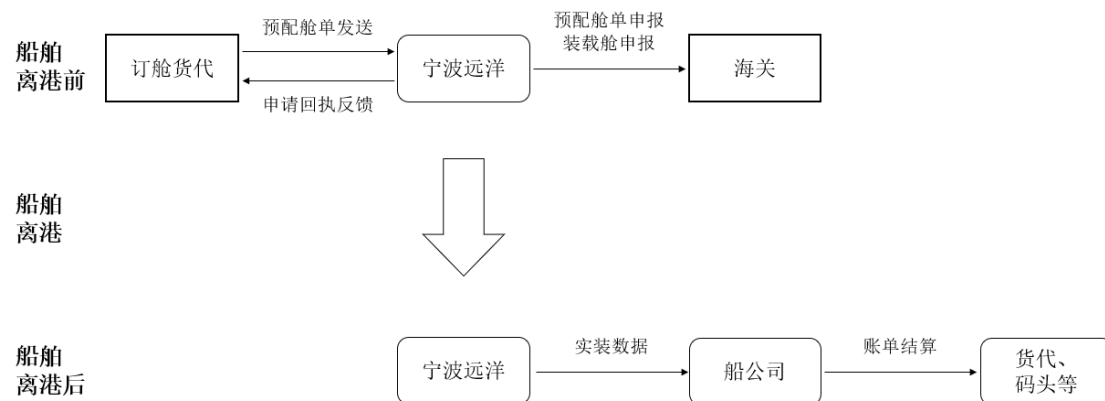 船舶
离港前
订舱货代
预配舱单发送
申请回执反馈
宁波远洋
预配舱单申报
装载舱申报
海关
船舶
离港
船舶
离港后
宁波远洋
实装数据
船公司
账单结算
货代、
码头等